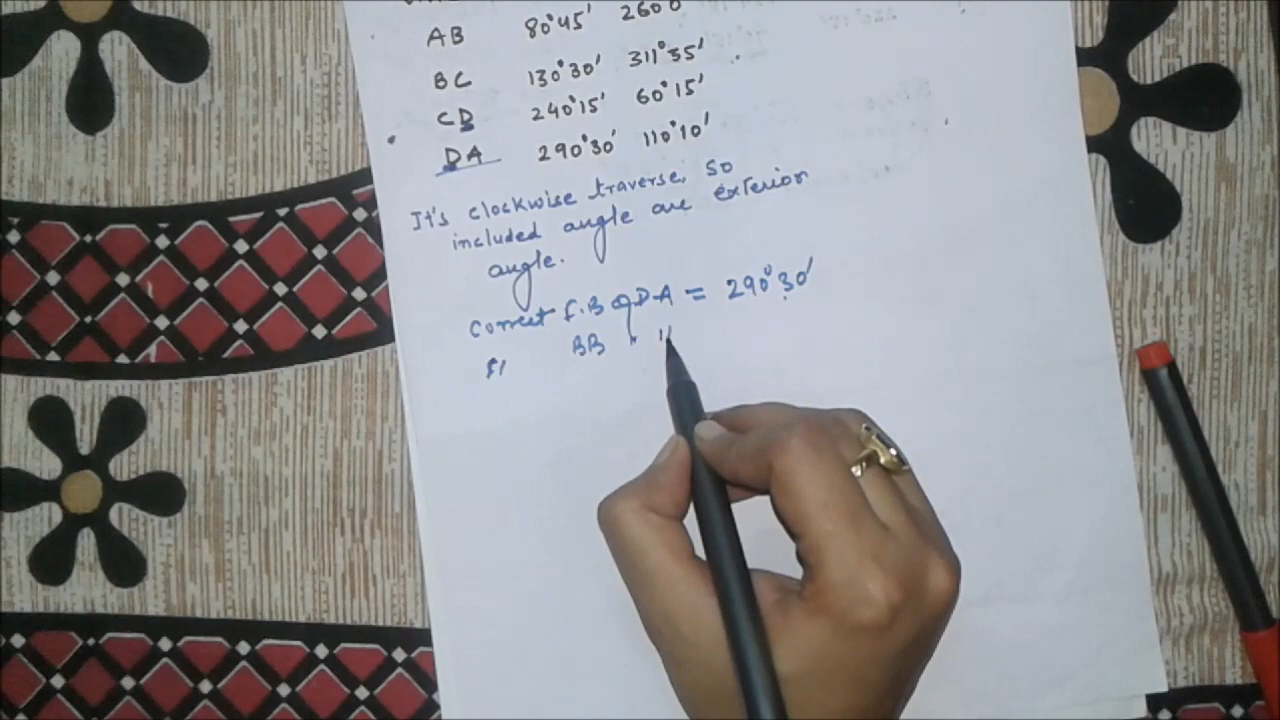 AB 80°45' 260°0
BC 130°30' 311°35'
CD 240°15' 60°15'
DA 290°30' 110°10'
It's clockwise traverse, so
included angle are exterior
angle.
Correct F.B of DA = 290°30'
BB " "